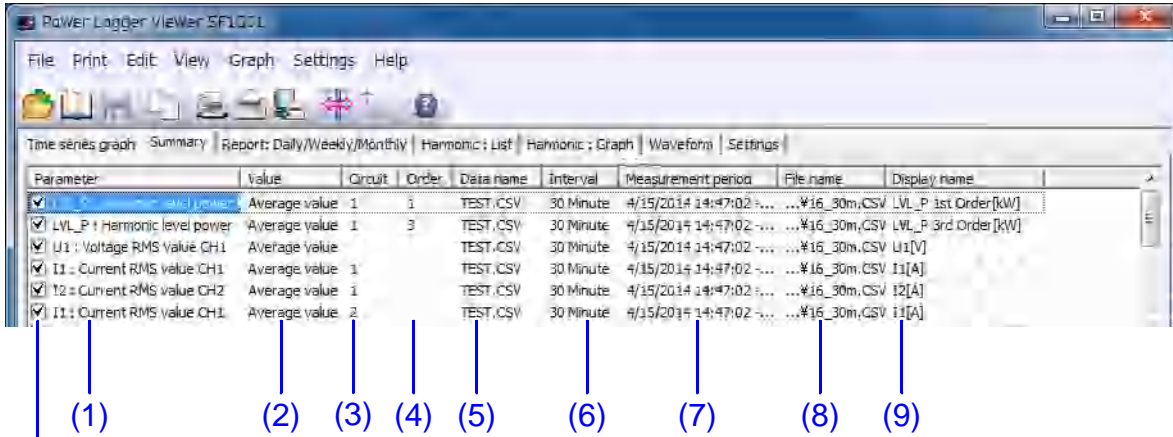 Power Logger Viewer SF1001
File Print Edit View Graph Settings Help
Time series graph Summary Report: Daily/Weekly/Monthly Harmonic : List Harmonic : Graph Waveform Settings
Parameter Value Circuit Order Data name Interval Measurement period File name Display name
Average value 1 1 TEST.CSV 30 Minute 4/15/2014 14:47:02 -... ...¥16_30m.CSV LVL_P 1st Order[kW]
LVL_P : Harmonic level power Average value 1 3 TEST.CSV 30 Minute 4/15/2014 14:47:02 -... ...¥16_30m.CSV LVL_P 3rd Order[kW]
U1 : Voltage RMS value CH1 Average value TEST.CSV 30 Minute 4/15/2014 14:47:02 -... ...¥16_30m.CSV U1[V]
I1 : Current RMS value CH1 Average value 1 TEST.CSV 30 Minute 4/15/2014 14:47:02 -... ...¥16_30m.CSV I1[A]
I2 : Current RMS value CH2 Average value 1 TEST.CSV 30 Minute 4/15/2014 14:47:02 -... ...¥16_30m.CSV I2[A]
I1 : Current RMS value CH1 Average value 2 TEST.CSV 30 Minute 4/15/2014 14:47:02 -... ...¥16_30m.CSV I1[A]
(1) (2) (3) (4) (5) (6) (7) (8) (9)